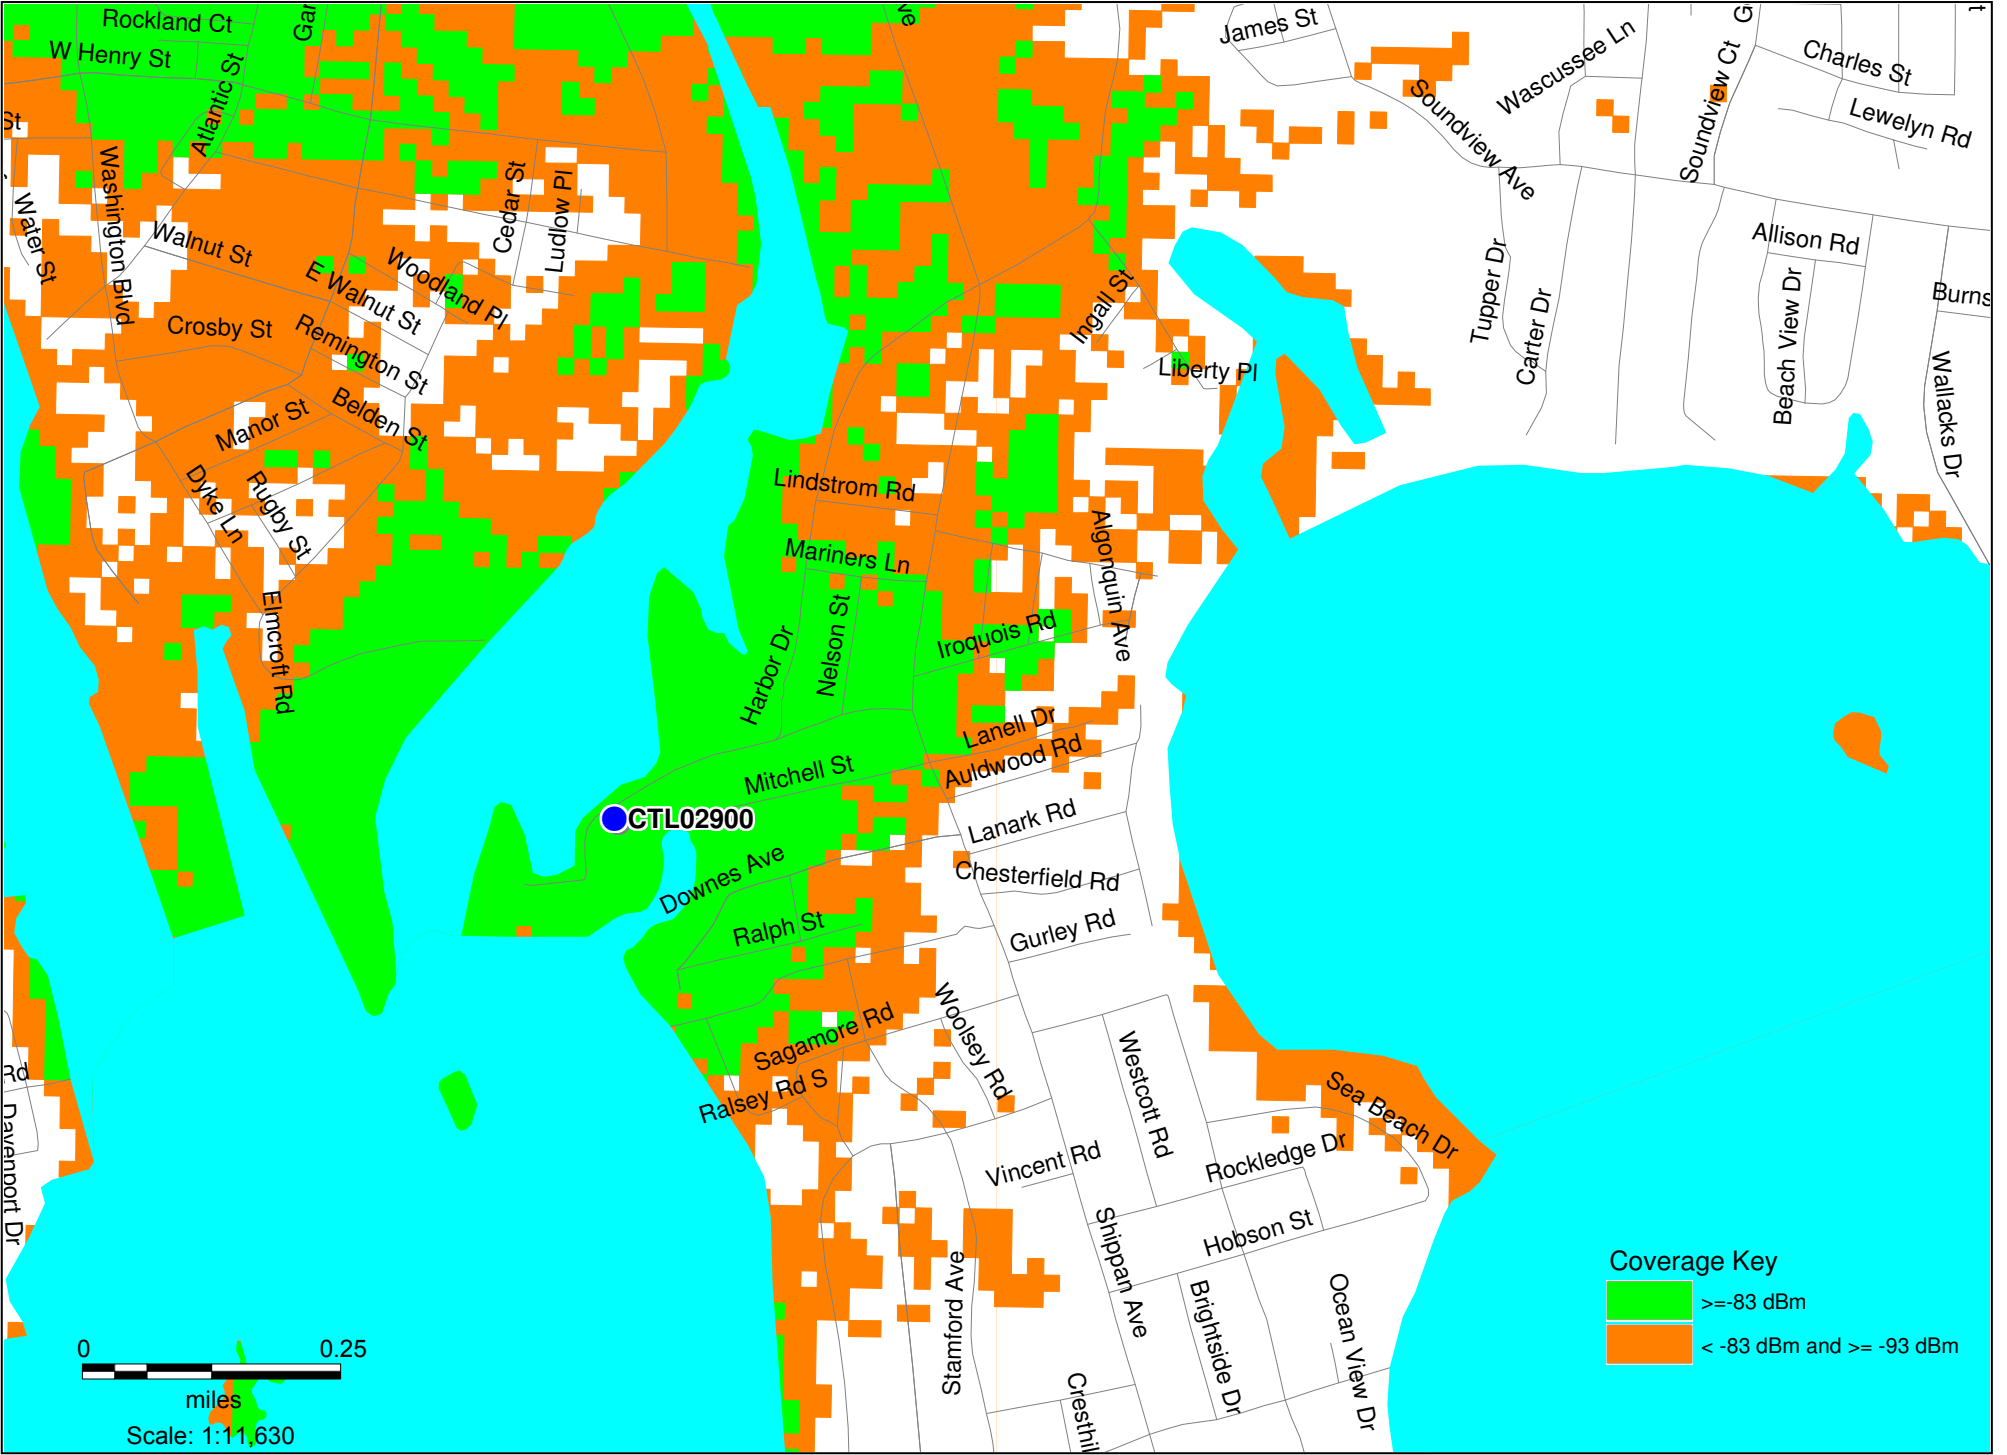 Rockland Ct
W Henry St
Atlantic St
Gar
ve
James St
Wascussee Ln
Soundview Ct
G
Charles St
Lewelyn Rd
Soundview Ave
St
Washington Blvd
Water St
Walnut St
E Walnut St
Woodland Pl
Cedar St
Ludlow Pl
Ingall St
Liberty Pl
Tupper Dr
Carter Dr
Allison Rd
Beach View Dr
Burns
Wallacks Dr
Crosby St
Remington St
Belden St
Manor St
Dyke Ln
Rugby St
Elmcroft Rd
Lindstrom Rd
Mariners Ln
Algonquin Ave
Harbor Dr
Nelson St
Iroquois Rd
Lanell Dr
Auldwood Rd
Mitchell St
CTL02900
Lanark Rd
Downes Ave
Chesterfield Rd
Ralph St
Gurley Rd
Sagamore Rd
Woolsey Rd
Ralsey Rd S
Westcott Rd
Sea Beach Dr
Rockledge Dr
Vincent Rd
Hobson St
Shippan Ave
Stamford Ave
Brightside Dr
Ocean View Dr
Cresthil
Rd
Davenport Dr
Coverage Key
>=-83 dBm
< -83 dBm and >= -93 dBm
0 0.25
miles
Scale: 1:11,630